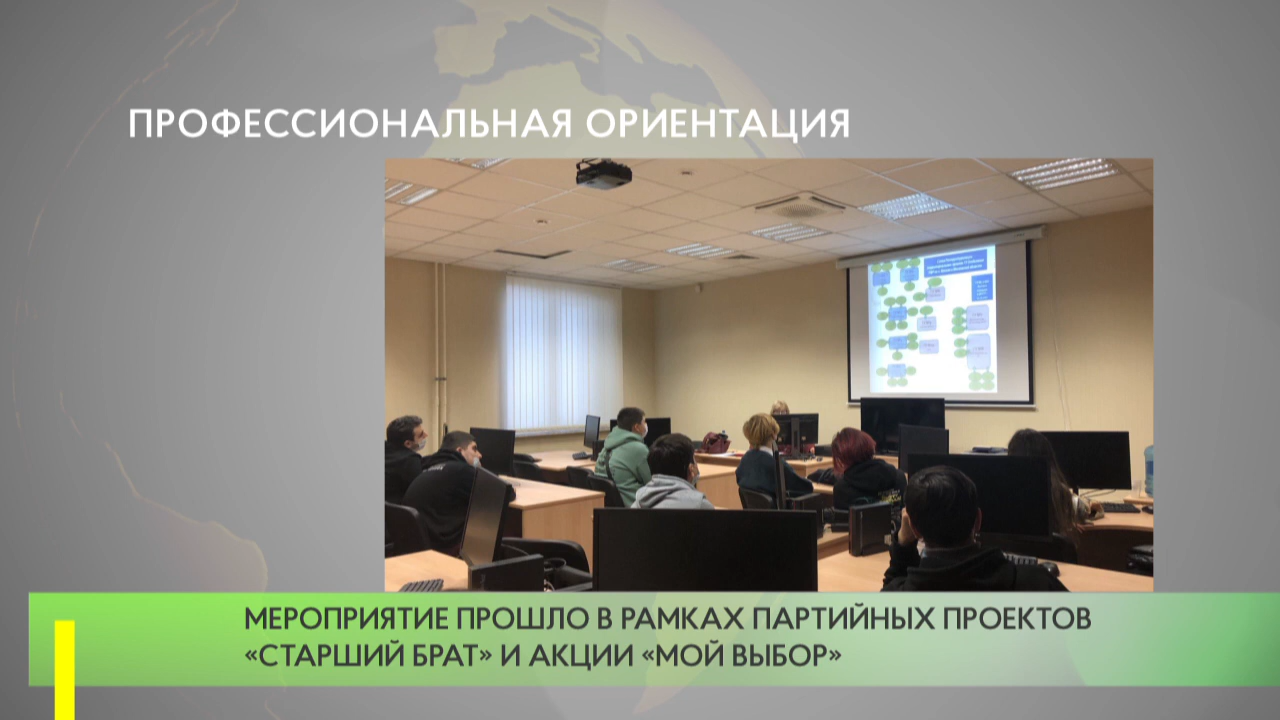 ПРОФЕССИОНАЛЬНАЯ ОРИЕНТАЦИЯ
МЕРОПРИЯТИЕ ПРОШЛО В РАМКАХ ПАРТИЙНЫХ ПРОЕКТОВ
«СТАРШИЙ БРАТ» И АКЦИИ «МОЙ ВЫБОР»